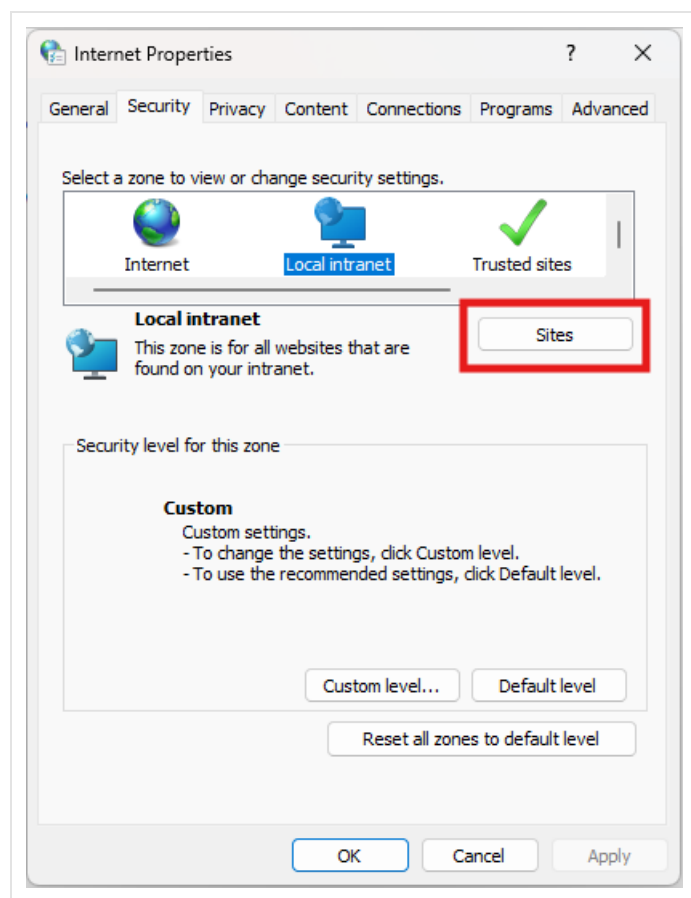 Internet Properties
General Security Privacy Content Connections Programs Advanced
Select a zone to view or change security settings.
Internet Local intranet Trusted sites
Local intranet
This zone is for all websites that are
found on your intranet.
Sites
Security level for this zone
Custom
Custom settings.
- To change the settings, click Custom level.
- To use the recommended settings, click Default level.
Custom level... Default level
Reset all zones to default level
OK Cancel Apply